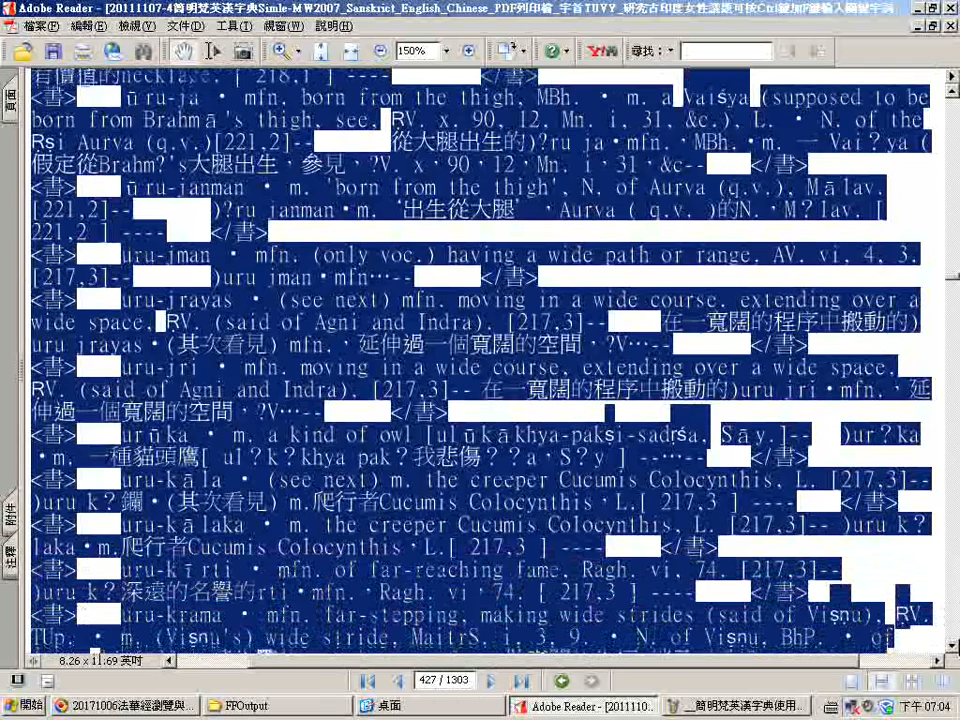 Adobe Reader - [20111107-4簡明梵英漢字典Simle-MW2007_Sanskrict_English_Chinese_PDF列印檔_字首TUVY_研究古印度女性議題可按Ctrl鍵加F鍵輸入關鍵字詞
檔案(F) 編輯(E) 檢視(V) 文件(D) 工具(T) 視窗(W) 說明(H)
150% Y! 尋找:
頁面
附件
註釋
有價值的necklace, [ 218,1 ] ---- </書>
<書> ūru-ja • mfn. born from the thigh, MBh. • m. a Vaiśya (supposed to be
born from Brahmā's thigh, see, RV. x, 90, 12, Mn. i, 31, &c.), L. • N. of the
Rṣi Aurva (q.v.)[221,2]-- 從大腿出生的)?ru ja•mfn.,MBh.•m. 一 Vai?ya (
假定從Brahm?'s大腿出生, 參見, ?V. x, 90, 12, Mn. i, 31, &c-- </書>
<書> ūru-janman • m. 'born from the thigh', N. of Aurva (q.v.), Mālav.
[221,2]-- )?ru janman•m. ‘出生從大腿’, Aurva ( q.v. )的N., M?lav. [
221,2 ] ---- </書>
<書> uru-jman • mfn. (only voc.) having a wide path or range, AV. vi, 4, 3.
[217,3]-- )uru jman•mfn…-- </書>
<書> uru-jrayas • (see next) mfn. moving in a wide course, extending over a
wide space, RV. (said of Agni and Indra). [217,3]-- 在一寬闊的程序中搬動的)
uru jrayas •(其次看見) mfn., 延伸過一個寬闊的空間, ?V…-- </書>
<書> uru-jri • mfn. moving in a wide course, extending over a wide space,
RV. (said of Agni and Indra). [217,3]-- 在一寬闊的程序中搬動的)uru jri•mfn., 延
伸過一個寬闊的空間, ?V…-- </書>
<書> urūka • m. a kind of owl [ulūkākhya-pakṣi-sadṛśa, Sāy.]-- )ur?ka
•m. 一種貓頭鷹[ ul?k?khya pak?我悲傷??a, S?y ] --…-- </書>
<書> uru-kāla • (see next) m. the creeper Cucumis Colocynthis, L. [217,3]--
)uru k?鑭•(其次看見) m.爬行者Cucumis Colocynthis, L.[ 217,3 ] ---- </書>
<書> uru-kālaka • m. the creeper Cucumis Colocynthis, L. [217,3]-- )uru k?
laka•m.爬行者Cucumis Colocynthis, L.[ 217,3 ] ---- </書>
<書> uru-kīrti • mfn. of far-reaching fame, Ragh. vi, 74. [217,3]--
)uru k?深遠的名譽的rti•mfn., Ragh. vi, 74. [ 217,3 ] ---- </書>
<書> uru-krama • mfn. far-stepping, making wide strides (said of Viṣṇu), RV.
TUp. • m. (Viṣṇu's) wide stride, MaitrS. i, 3, 9. • N. of Viṣṇu, BhP. • of
8.26 x 11.69 英吋
427 / 1303
開始 20171006法華經瀏覽與... FFOutput 桌面 Adobe Reader - [201110... __簡明梵英漢字典使用... 下午 07:04